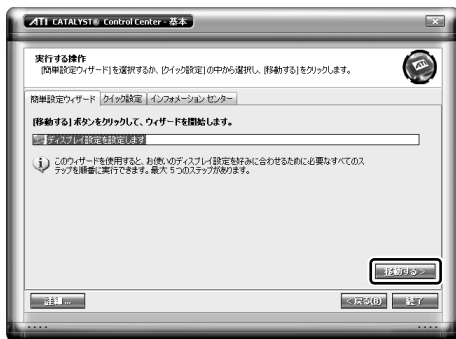 ATI CATALYST® Control Center - 基本
実行する操作
[簡単設定ウィザード]を選択するか、[クイック設定]の中から選択し、[移動する]をクリックします。
簡単設定ウィザード クイック設定 インフォメーション センター
[移動する] ボタンをクリックして、ウィザードを開始します。
ディスプレイ設定を設定します
このウィザードを使用すると、お使いのディスプレイ設定を好みに合わせるために必要なすべてのス
テップを順番に実行できます。最大 5つのステップがあります。
移動する >
詳細... < 戻る(B) 終了